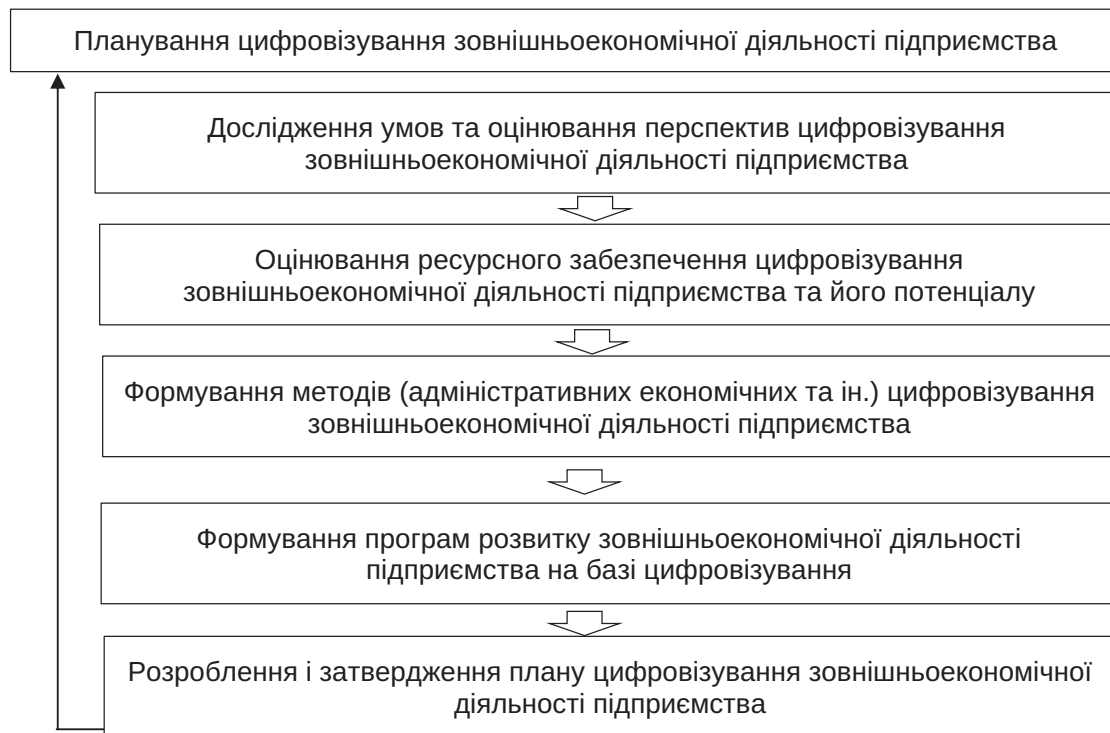 Планування цифровізування зовнішньоекономічної діяльності підприємства
Дослідження умов та оцінювання перспектив цифровізування
зовнішньоекономічної діяльності підприємства
Оцінювання ресурсного забезпечення цифровізування
зовнішньоекономічної діяльності підприємства та його потенціалу
Формування методів (адміністративних економічних та ін.) цифровізування
зовнішньоекономічної діяльності підприємства
Формування програм розвитку зовнішньоекономічної діяльності
підприємства на базі цифровізування
Розроблення і затвердження плану цифровізування зовнішньоекономічної
діяльності підприємства